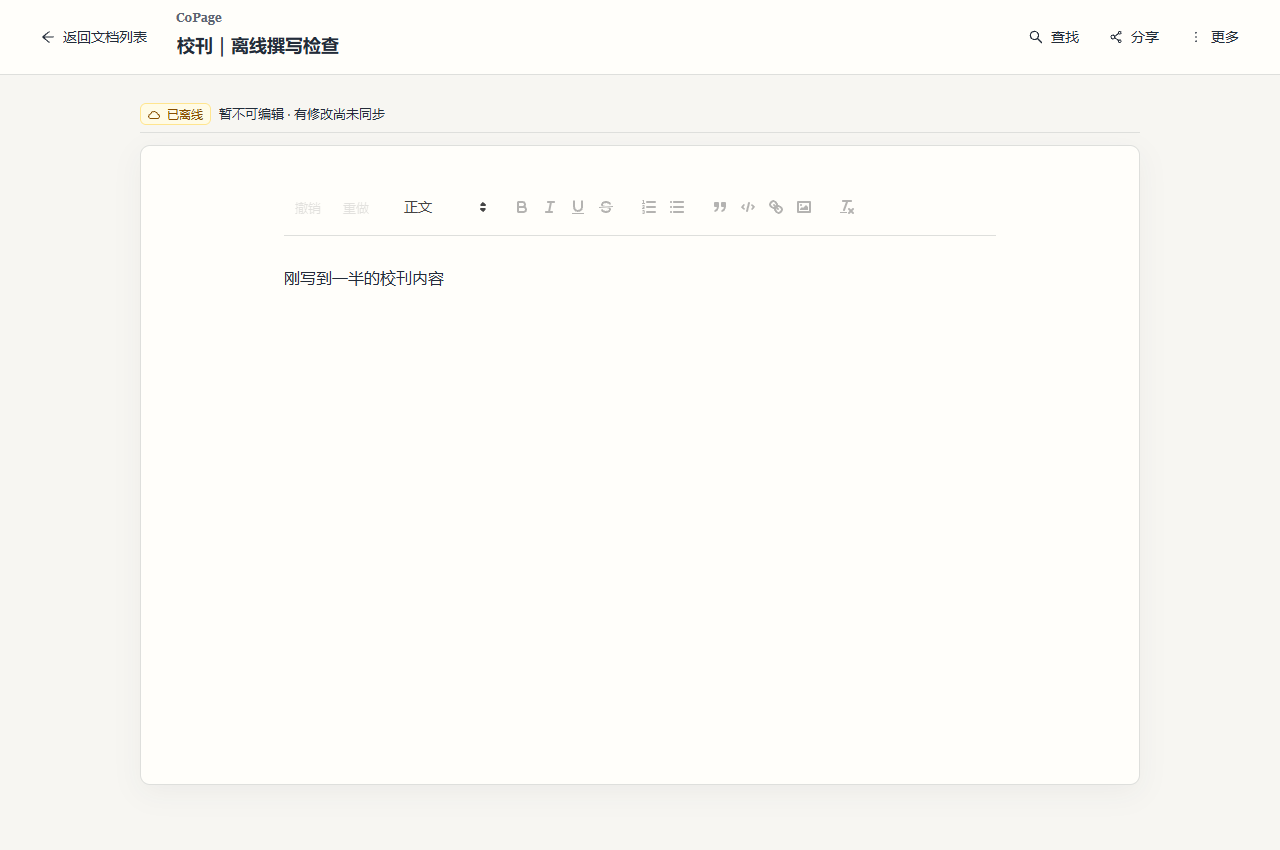 返回文档列表
CoPage
校刊｜离线撰写检查
查找
分享
更多
已离线
暂不可编辑 · 有修改尚未同步
撤销 重做 正文
刚写到一半的校刊内容